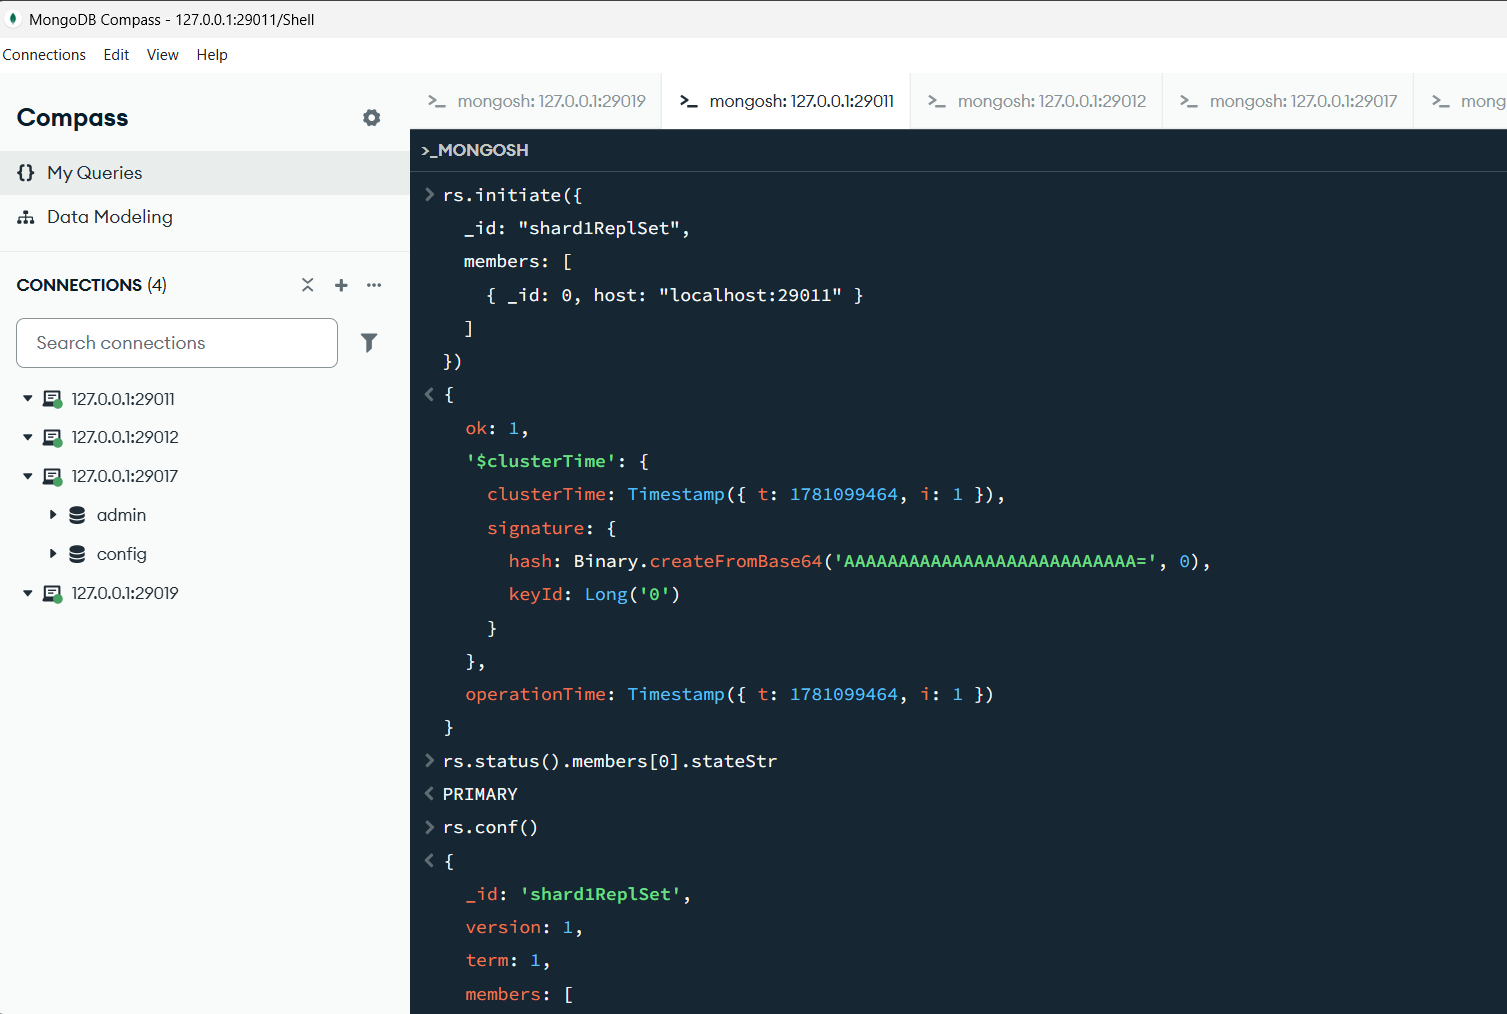 MongoDB Compass - 127.0.0.1:29011/Shell
Connections Edit View Help
Compass
My Queries
Data Modeling
CONNECTIONS (4)
Search connections
127.0.0.1:29011
127.0.0.1:29012
127.0.0.1:29017
admin
config
127.0.0.1:29019
mongosh: 127.0.0.1:29019 mongosh: 127.0.0.1:29011 mongosh: 127.0.0.1:29012 mongosh: 127.0.0.1:29017 mong
>_MONGOSH
> rs.initiate({
_id: "shard1ReplSet",
members: [
{ _id: 0, host: "localhost:29011" }
]
})
< {
ok: 1,
'$clusterTime': {
clusterTime: Timestamp({ t: 1781099464, i: 1 }),
signature: {
hash: Binary.createFromBase64('AAAAAAAAAAAAAAAAAAAAAAAAAAA=', 0),
keyId: Long('0')
}
},
operationTime: Timestamp({ t: 1781099464, i: 1 })
}
> rs.status().members[0].stateStr
< PRIMARY
> rs.conf()
< {
_id: 'shard1ReplSet',
version: 1,
term: 1,
members: [